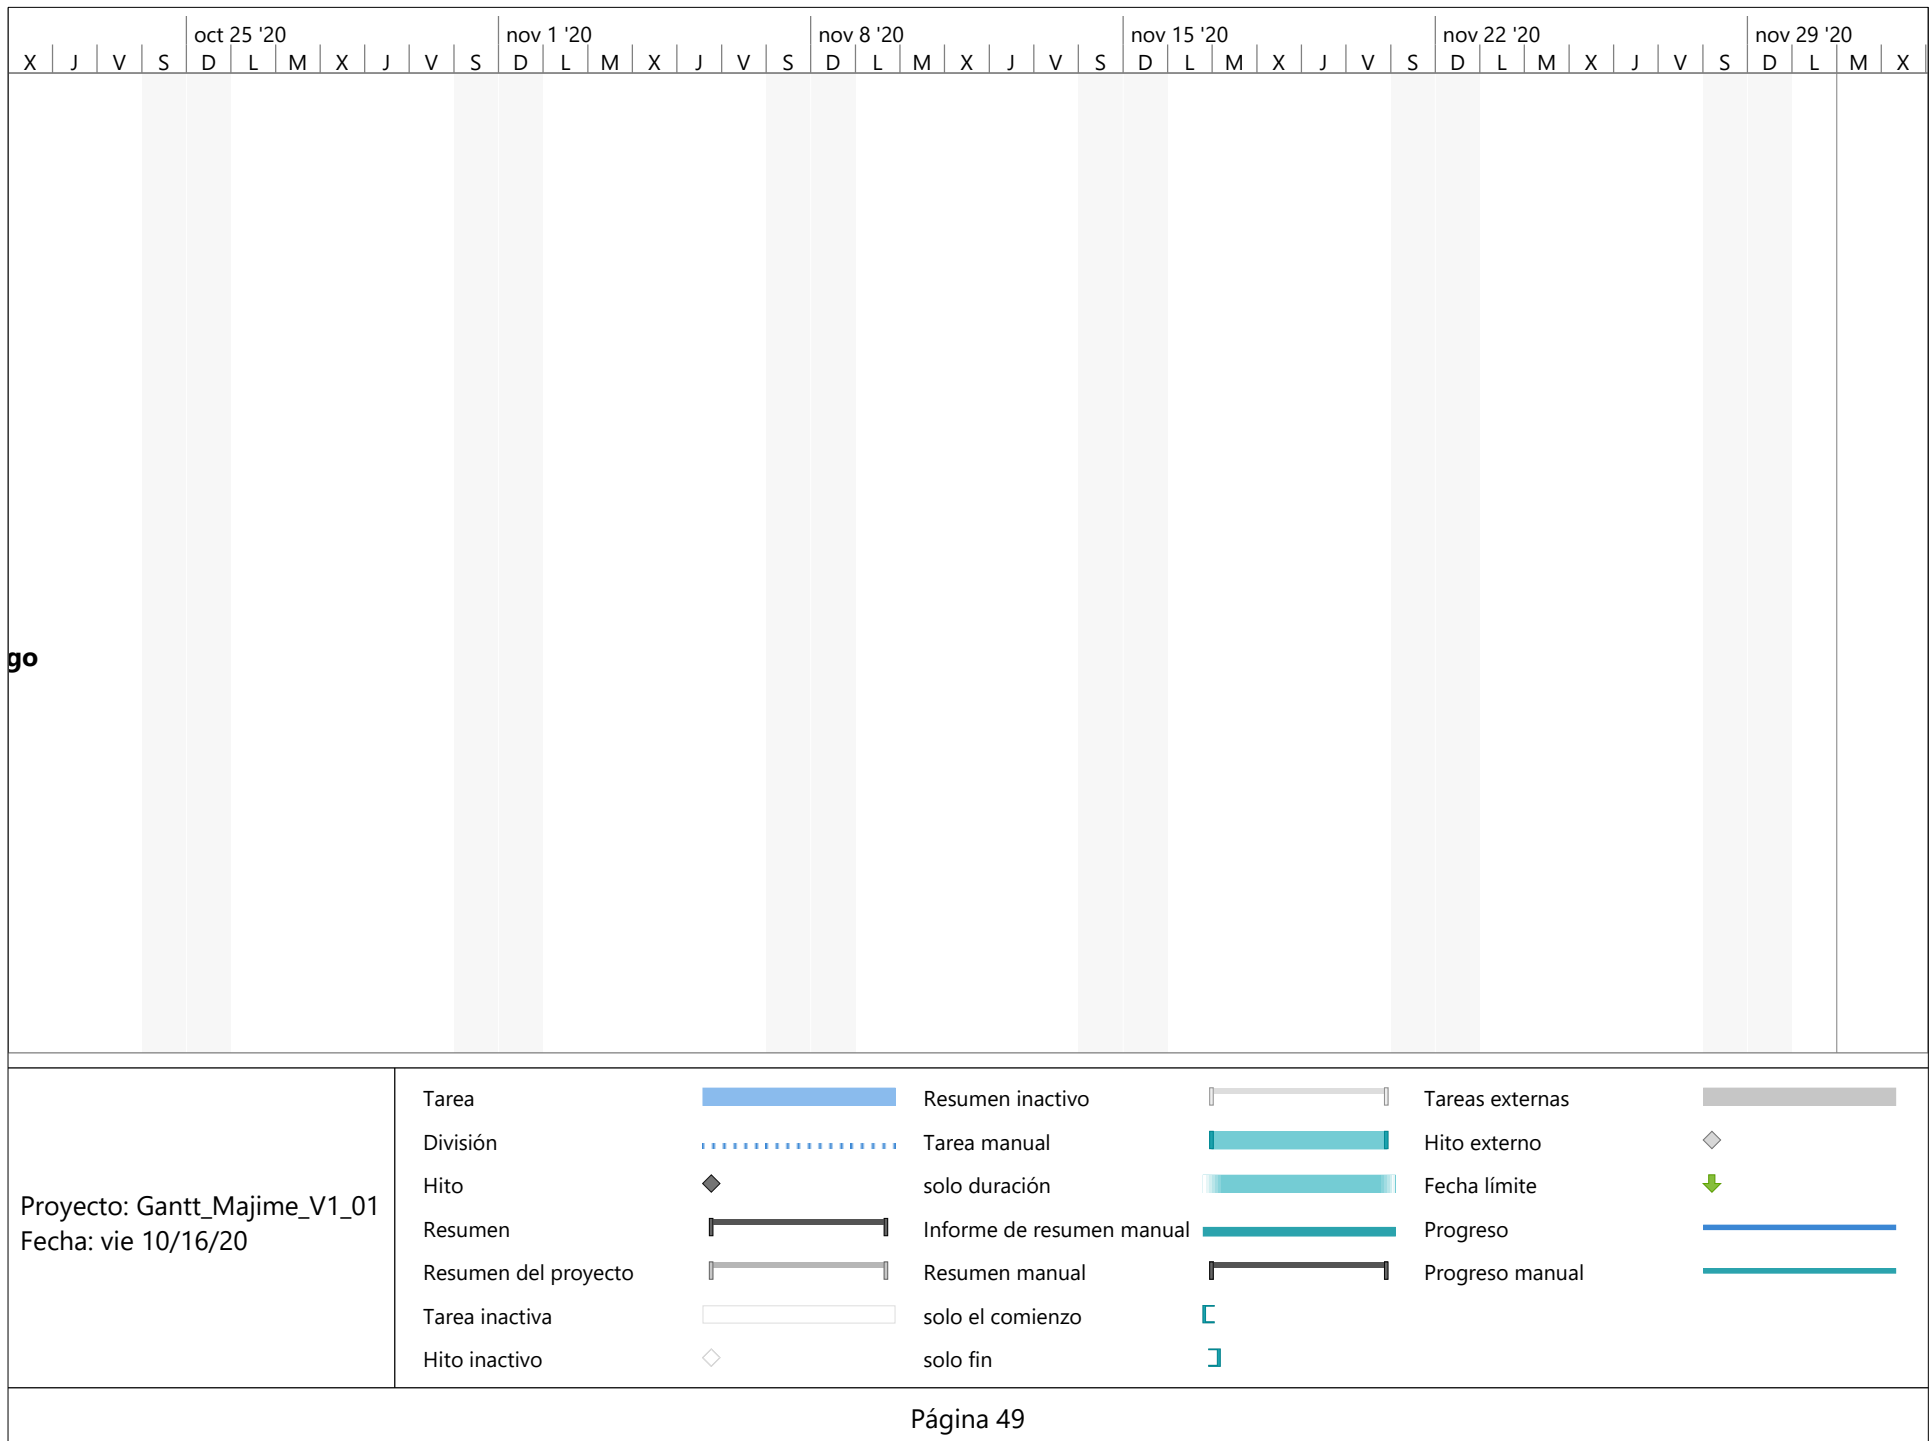 oct 25 '20 nov 1 '20 nov 8 '20 nov 15 '20 nov 22 '20 nov 29 '20
X J V S D L M X J V S D L M X J V S D L M X J V S D L M X J V S D L M X J V S D L M X
go
Tarea Resumen inactivo Tareas externas
División Tarea manual Hito externo
Hito solo duración Fecha límite
Proyecto: Gantt_Majime_V1_01
Fecha: vie 10/16/20
Resumen Informe de resumen manual Progreso
Resumen del proyecto Resumen manual Progreso manual
Tarea inactiva solo el comienzo
Hito inactivo solo fin
Página 49